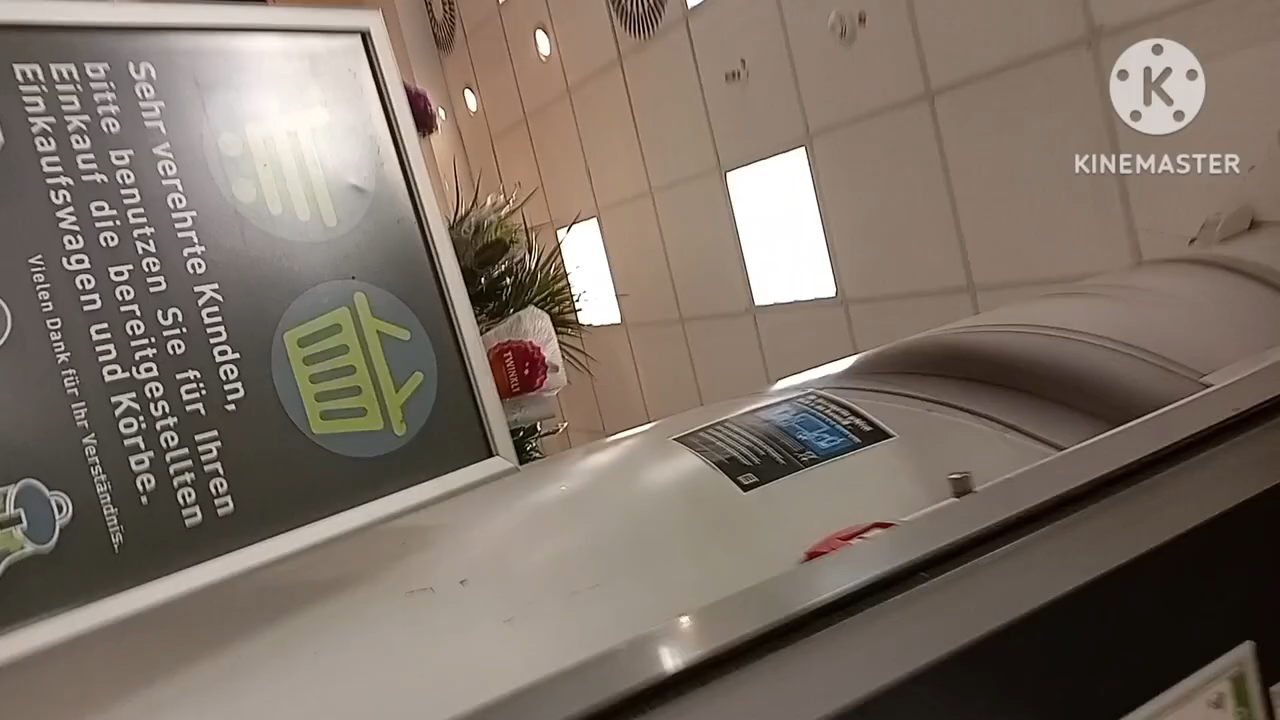 Sehr verehrte Kunden,
bitte benutzen Sie für Ihren
Einkauf die bereitgestellten
Einkaufswagen und Körbe.
Vielen Dank für Ihr Verständnis.
TWINKLI
KINEMASTER